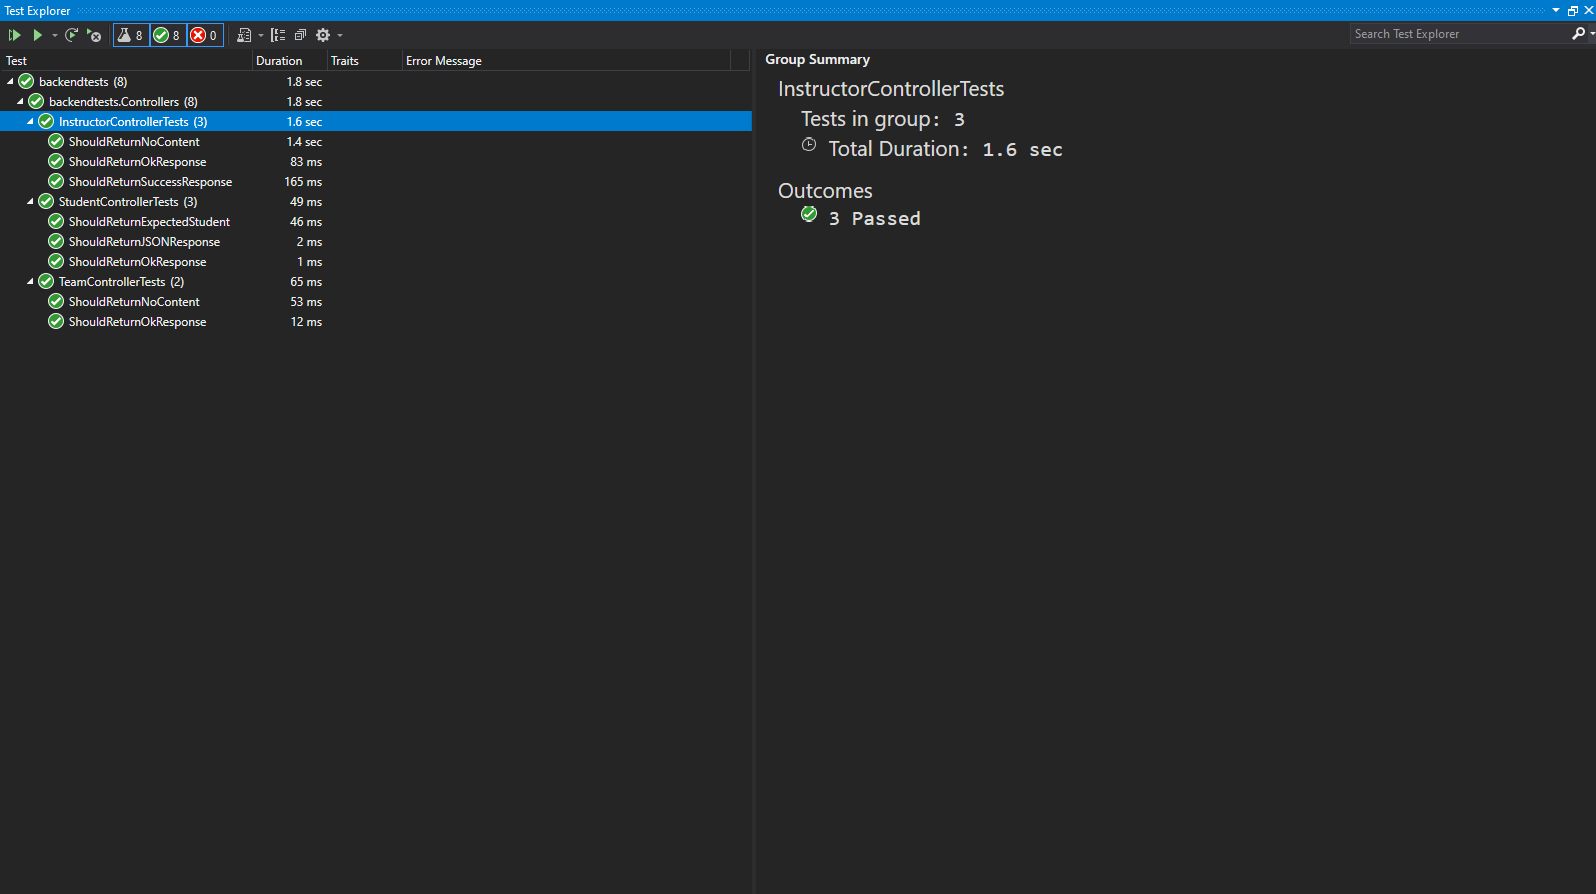 Test Explorer
8 8 0
Search Test Explorer
Test Duration Traits Error Message
backendtests (8) 1.8 sec
backendtests.Controllers (8) 1.8 sec
InstructorControllerTests (3) 1.6 sec
ShouldReturnNoContent 1.4 sec
ShouldReturnOkResponse 83 ms
ShouldReturnSuccessResponse 165 ms
StudentControllerTests (3) 49 ms
ShouldReturnExpectedStudent 46 ms
ShouldReturnJSONResponse 2 ms
ShouldReturnOkResponse 1 ms
TeamControllerTests (2) 65 ms
ShouldReturnNoContent 53 ms
ShouldReturnOkResponse 12 ms
Group Summary
InstructorControllerTests
Tests in group: 3
Total Duration: 1.6 sec
Outcomes
3 Passed